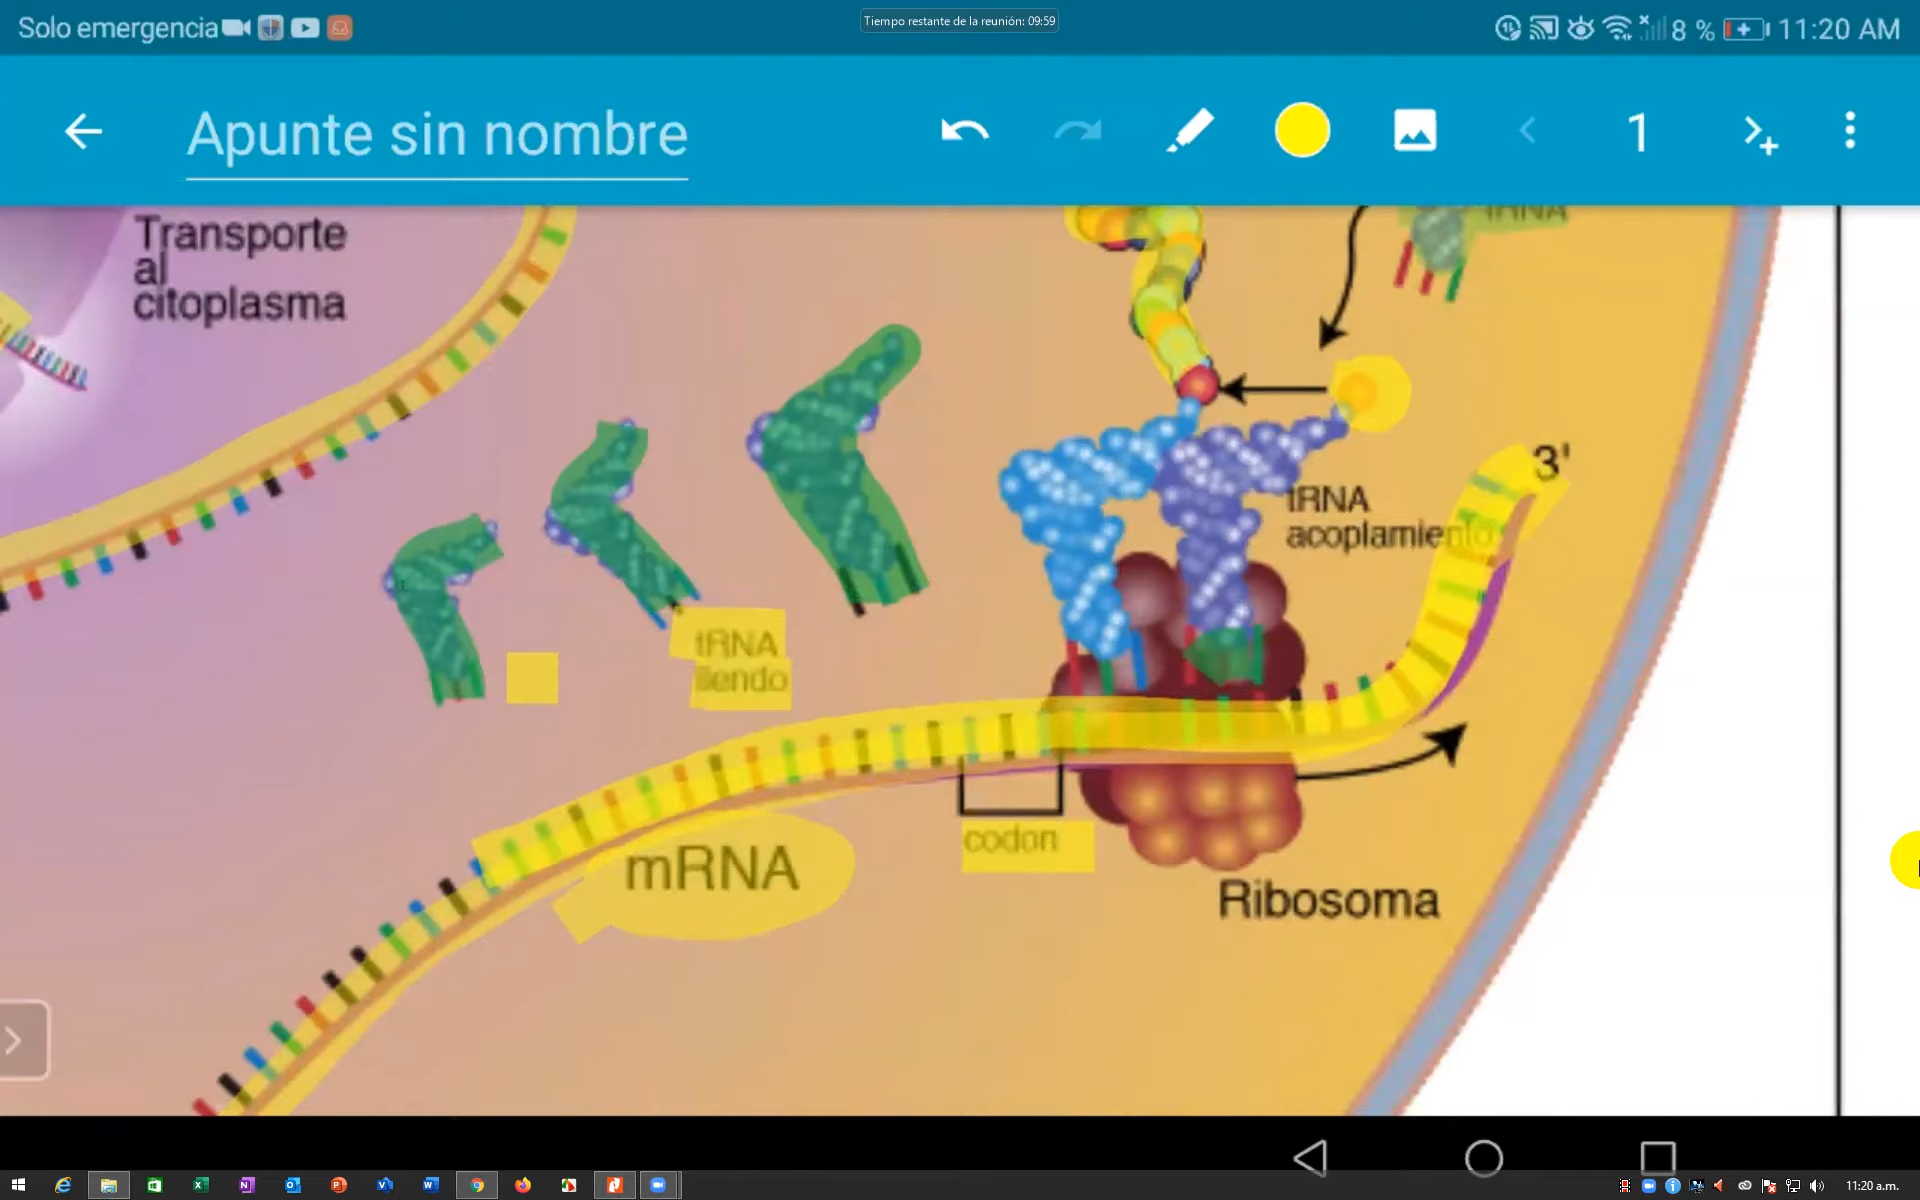 Solo emergencia
Tiempo restante de la reunión: 09:59
8 %
11:20 AM
Apunte sin nombre
1
Transporte
al
citoplasma
tRNA
3'
tRNA
acoplamiento
tRNA
mRNA
codon
Ribosoma
11:20 a.m.